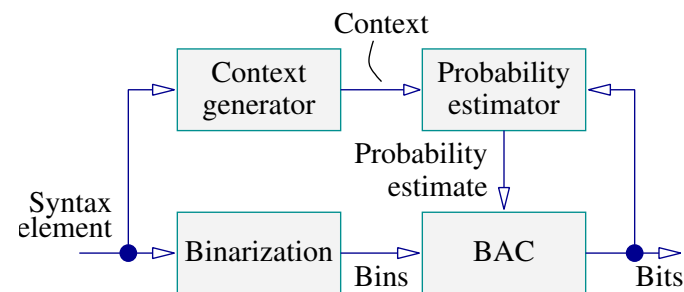 Context
Context
generator
Probability
estimator
Probability
estimate
Syntax
element
Binarization
Bins
BAC
Bits